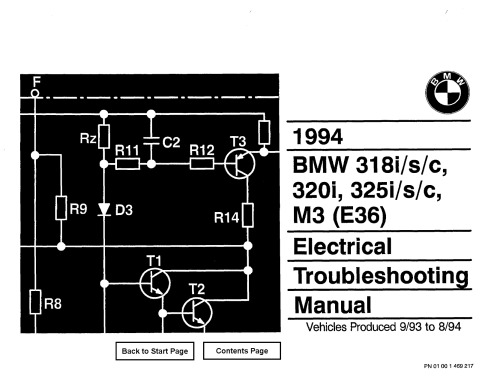 BMW
F
Rz
C2
R11
R12
T3
R9
D3
R14
T1
T2
R8
1994
BMW 318i/s/c,
320i, 325i/s/c,
M3 (E36)
Electrical
Troubleshooting
Manual
Vehicles Produced 9/93 to 8/94
Back to Start Page
Contents Page
PN 01 00 1 469 217